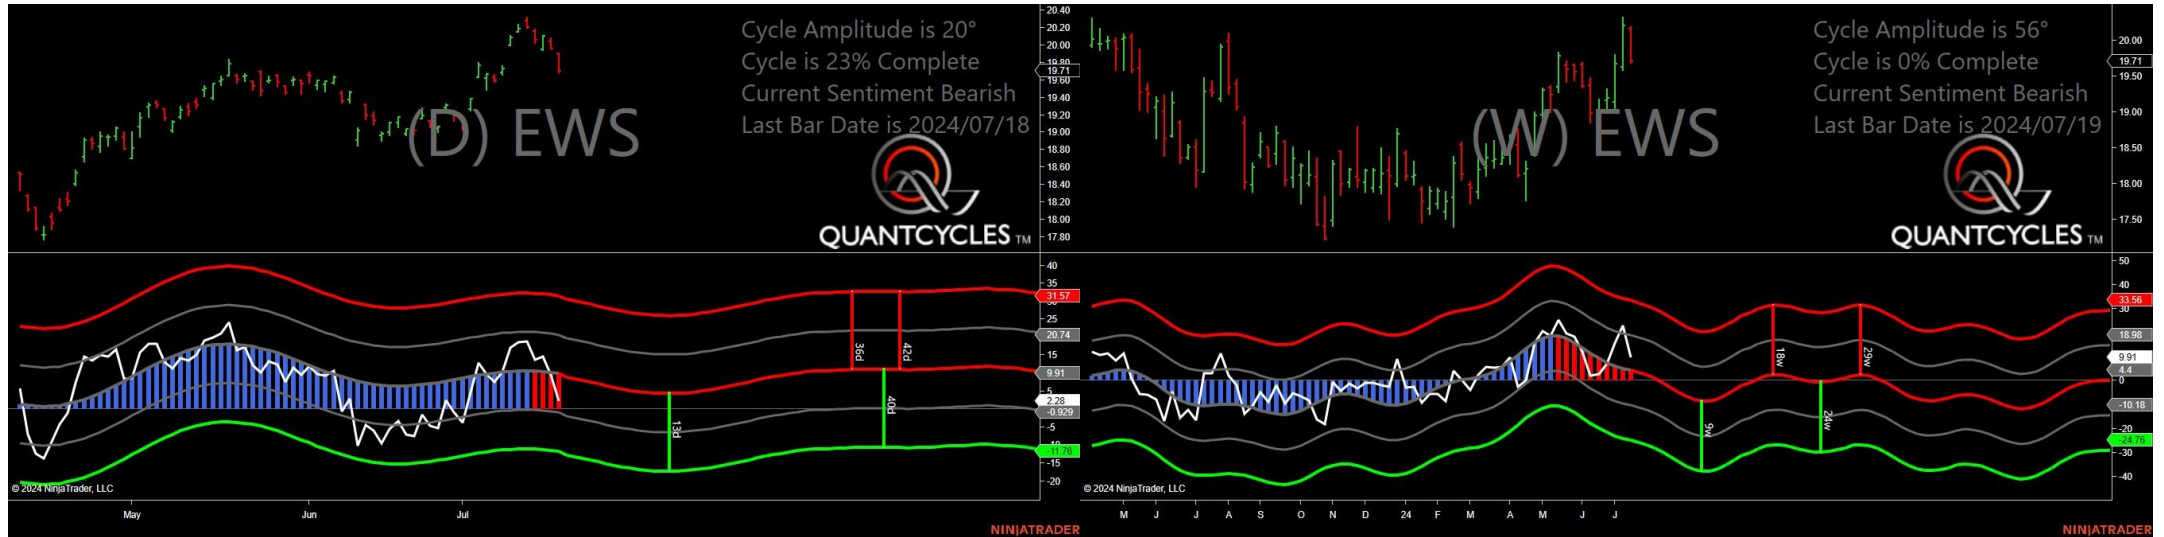 Cycle Amplitude is 20°
Cycle is 23% Complete
Current Sentiment Bearish
Last Bar Date is 2024/07/18
(D) EWS
QUANTCYCLES TM
20.40
20.20
20.00
19.80
19.71
19.60
19.40
19.20
19.00
18.80
18.60
18.40
18.20
18.00
17.80
40
35
31.57
25
20.74
15
9.91
5
2.28
-0.929
-5
-11.76
-15
-20
36d
42d
13d
40d
© 2024 NinjaTrader, LLC
May
Jun
Jul
NINJATRADER
Cycle Amplitude is 56°
Cycle is 0% Complete
Current Sentiment Bearish
Last Bar Date is 2024/07/19
(W) EWS
QUANTCYCLES TM
20.00
19.71
19.50
19.00
18.50
18.00
17.50
50
40
33.56
30
18.98
9.91
4.4
0
-10.18
-20
-24.76
-30
-40
18w
29w
9w
24w
© 2024 NinjaTrader, LLC
M
J
J
A
S
O
N
D
24
F
M
A
M
J
J
NINJATRADER